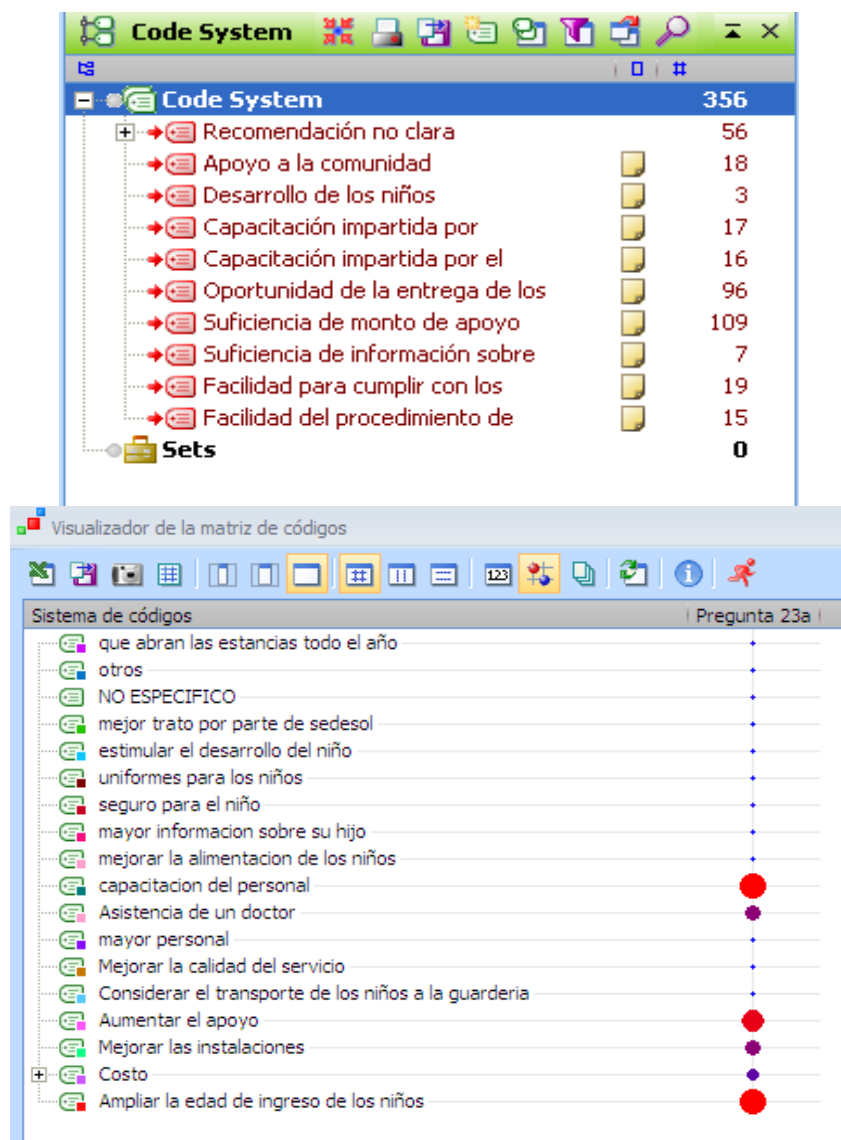 Code System
#
Code System 356
Recomendación no clara 56
Apoyo a la comunidad 18
Desarrollo de los niños 3
Capacitación impartida por 17
Capacitación impartida por el 16
Oportunidad de la entrega de los 96
Suficiencia de monto de apoyo 109
Suficiencia de información sobre 7
Facilidad para cumplir con los 19
Facilidad del procedimiento de 15
Sets 0
Visualizador de la matriz de códigos
123
Sistema de códigos Pregunta 23a
que abran las estancias todo el año
otros
NO ESPECIFICO
mejor trato por parte de sedesol
estimular el desarrollo del niño
uniformes para los niños
seguro para el niño
mayor informacion sobre su hijo
mejorar la alimentacion de los niños
capacitacion del personal
Asistencia de un doctor
mayor personal
Mejorar la calidad del servicio
Considerar el transporte de los niños a la guarderia
Aumentar el apoyo
Mejorar las instalaciones
Costo
Ampliar la edad de ingreso de los niños